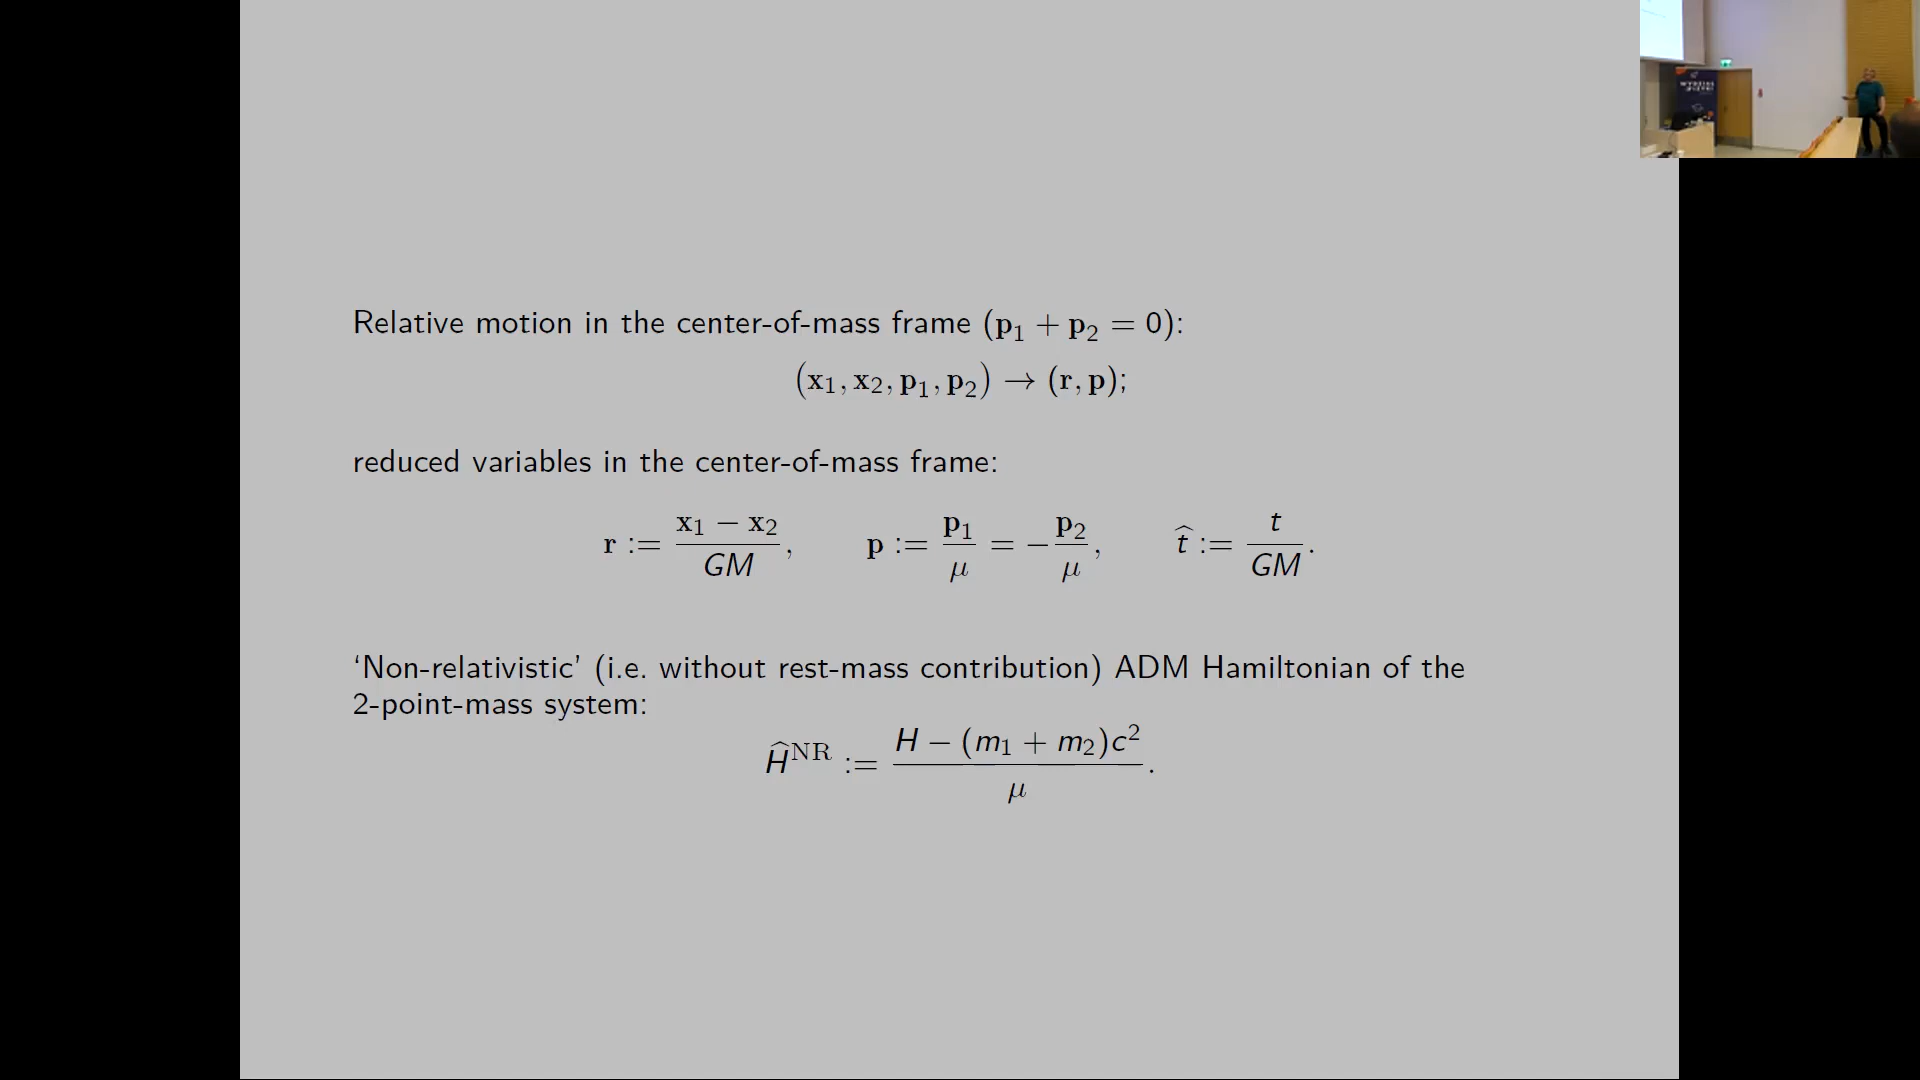 Relative motion in the center-of-mass frame (p₁ + p₂ = 0):
(x₁, x₂, p₁, p₂) → (r, p);
reduced variables in the center-of-mass frame:
r := (x₁ − x₂)/GM, p := p₁/μ = −p₂/μ, t̂ := t/GM.
‘Non-relativistic’ (i.e. without rest-mass contribution) ADM Hamiltonian of the
2-point-mass system:
Ĥᴺᴿ := (H − (m₁ + m₂)c²)/μ.